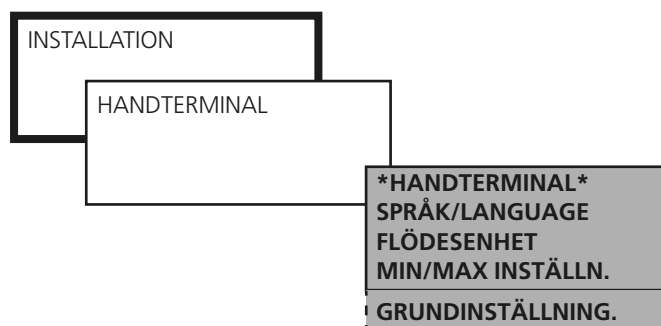 INSTALLATION
HANDTERMINAL
*HANDTERMINAL*
SPRÅK/LANGUAGE
FLÖDESENHET
MIN/MAX INSTÄLLN.
GRUNDINSTÄLLNING.